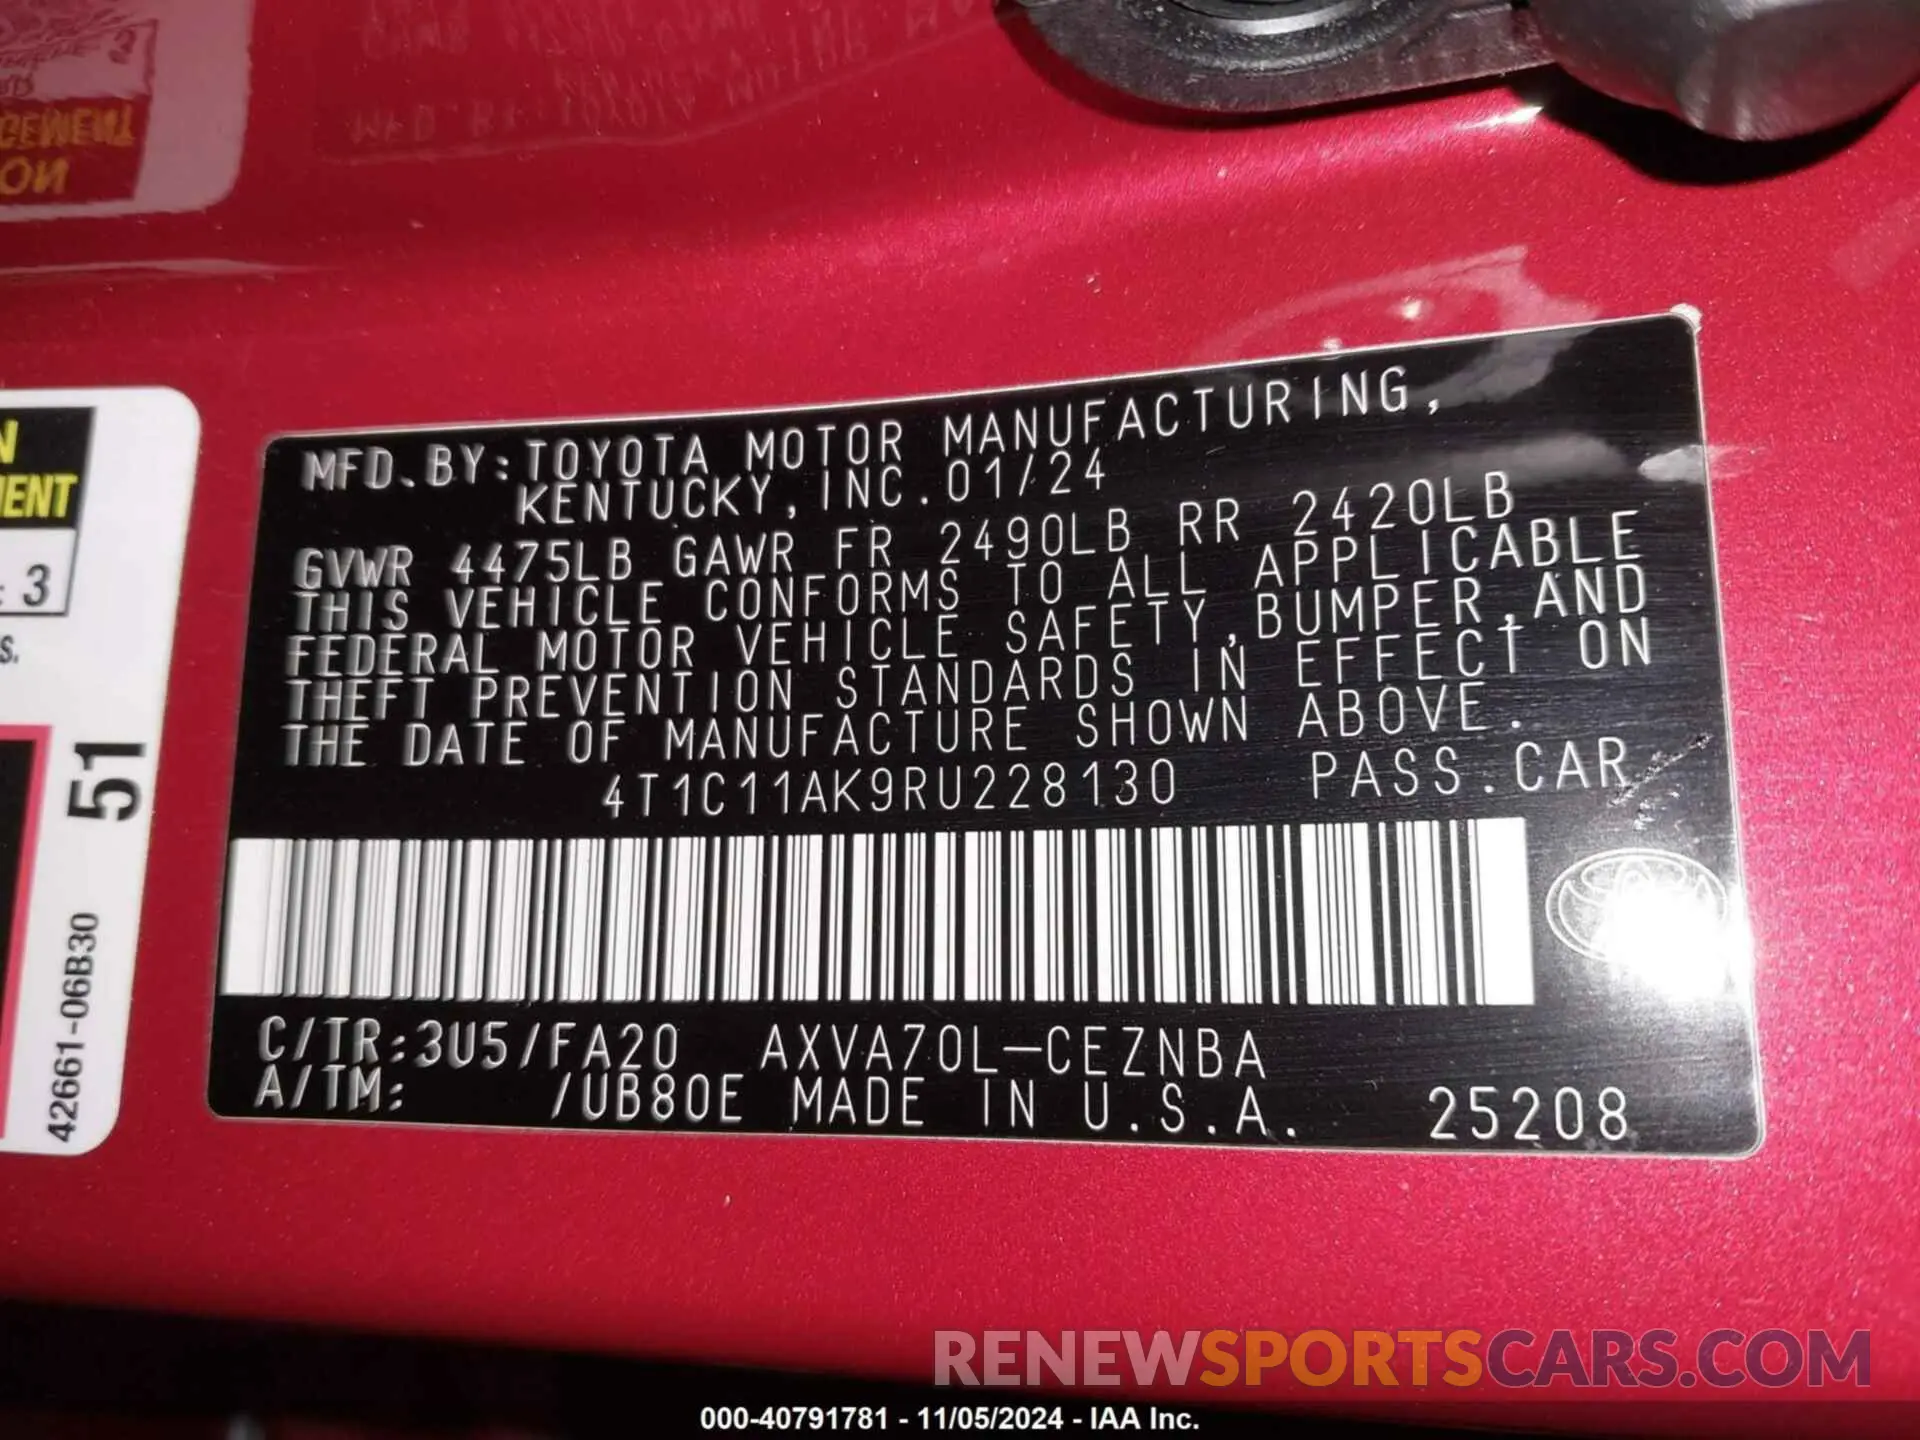 MFD.BY:TOYOTA MOTOR MANUFACTURING,
KENTUCKY,INC.01/24
GVWR 4475LB GAWR FR 2490LB RR 2420LB
THIS VEHICLE CONFORMS TO ALL APPLICABLE
FEDERAL MOTOR VEHICLE SAFETY,BUMPER,AND
THEFT PREVENTION STANDARDS IN EFFECT ON
THE DATE OF MANUFACTURE SHOWN ABOVE.
4T1C11AK9RU228130 PASS.CAR
C/TR:3U5/FA20 AXVA70L-CEZNBA
A/TM: /UB80E MADE IN U.S.A. 25208
3
51
42661-06B30
RENEWSPORTSCARS.COM
000-40791781 - 11/05/2024 - IAA Inc.